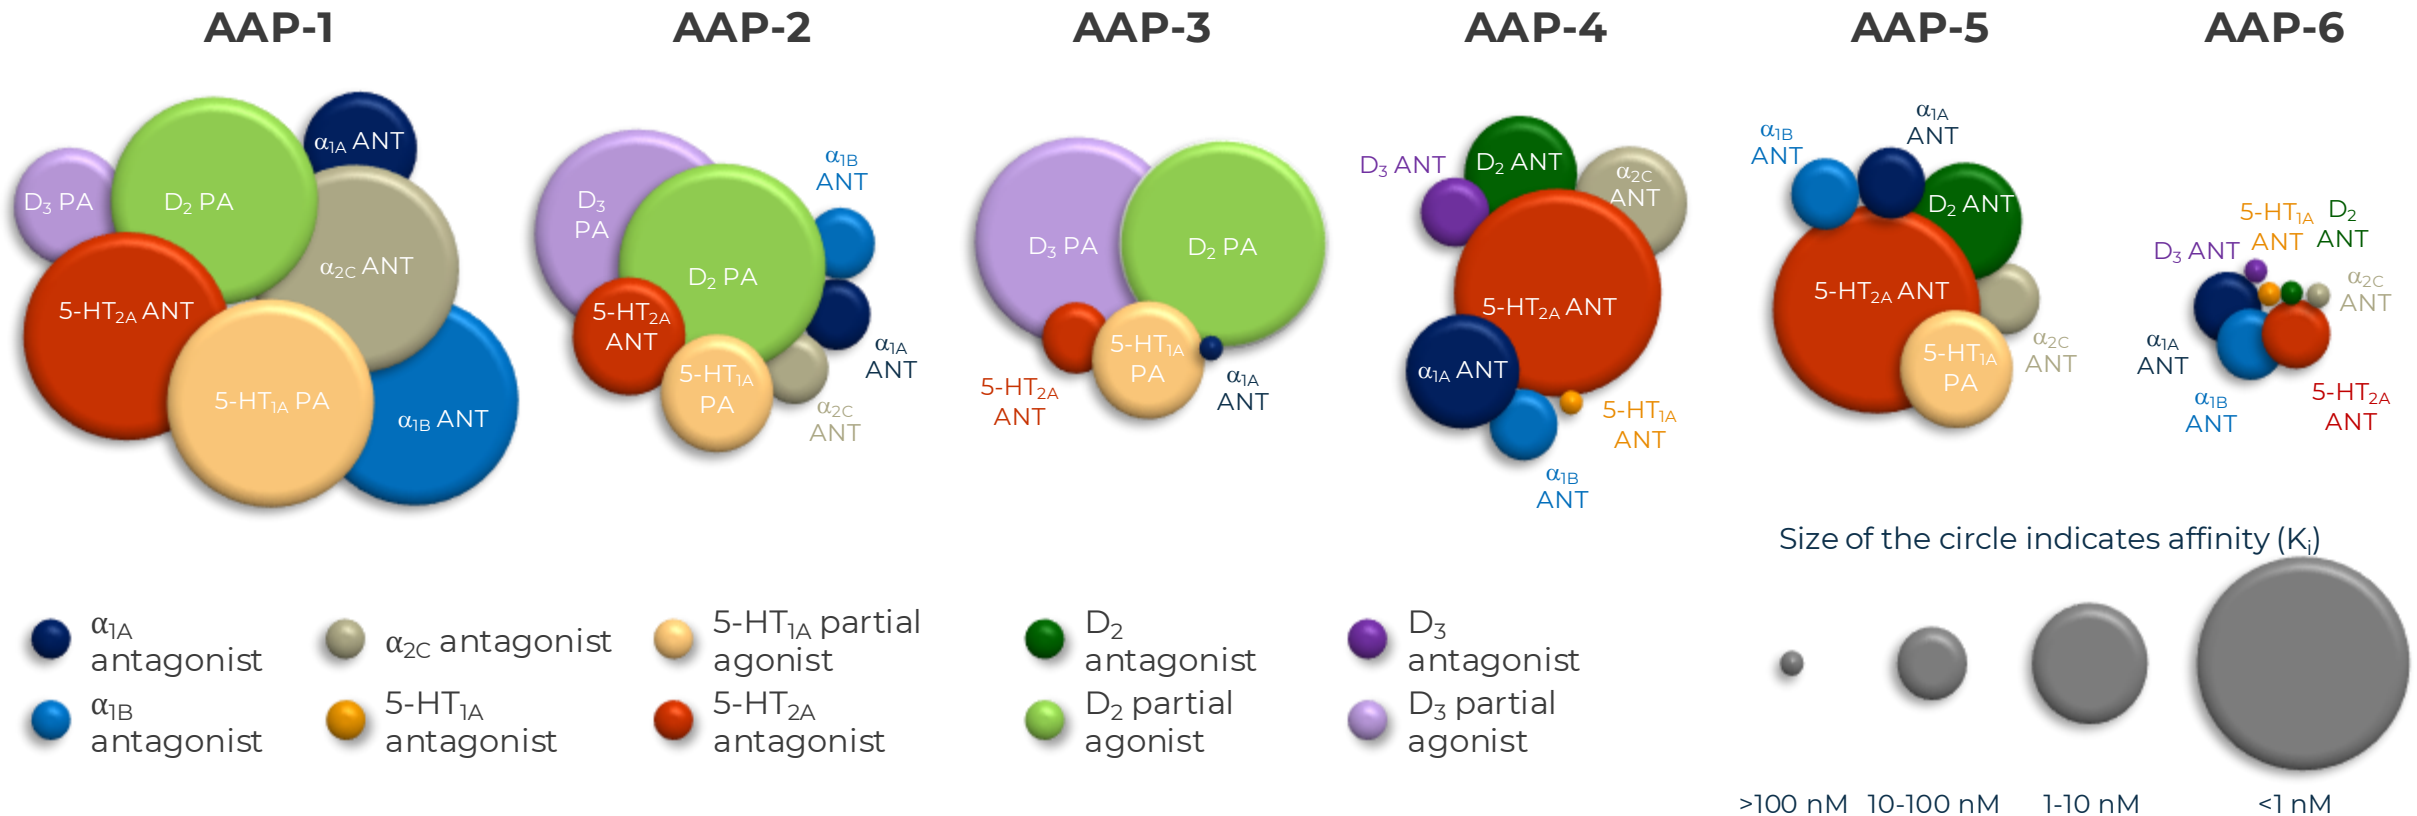 AAP-1
AAP-2
AAP-3
AAP-4
AAP-5
AAP-6
α1A ANT
D3 PA
D2 PA
α2C ANT
5-HT2A ANT
5-HT1A PA
α1B ANT
D3
PA
D2 PA
α1B
ANT
5-HT2A
ANT
5-HT1A
PA
α1A
ANT
α2C
ANT
D3 PA
D2 PA
5-HT2A
ANT
5-HT1A
PA
α1A
ANT
D3 ANT
D2 ANT
α2C
ANT
5-HT2A ANT
α1A ANT
5-HT1A
ANT
α1B
ANT
α1B
ANT
α1A
ANT
D2 ANT
5-HT2A ANT
5-HT1A
PA
α2C
ANT
5-HT1A
ANT
D2
ANT
D3 ANT
α2C
ANT
α1A
ANT
α1B
ANT
5-HT2A
ANT
Size of the circle indicates affinity (Ki)
α1A
antagonist
α2C antagonist
5-HT1A partial
agonist
D2
antagonist
D3
antagonist
α1B
antagonist
5-HT1A
antagonist
5-HT2A
antagonist
D2 partial
agonist
D3 partial
agonist
>100 nM
10-100 nM
1-10 nM
<1 nM